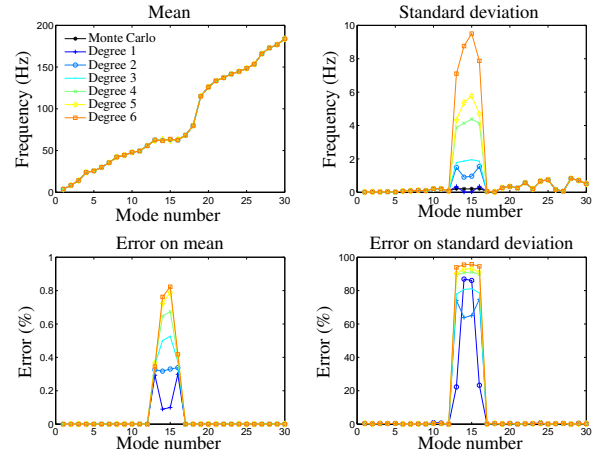 Mean
Standard deviation
Frequency (Hz)
200
150
100
50
0
Monte Carlo
Degree 1
Degree 2
Degree 3
Degree 4
Degree 5
Degree 6
0 5 10 15 20 25 30
Mode number
Frequency (Hz)
10
8
6
4
2
0
0 5 10 15 20 25 30
Mode number
Error on mean
Error on standard deviation
Error (%)
1
0.8
0.6
0.4
0.2
0
0 5 10 15 20 25 30
Mode number
Error (%)
100
80
60
40
20
0
0 5 10 15 20 25 30
Mode number